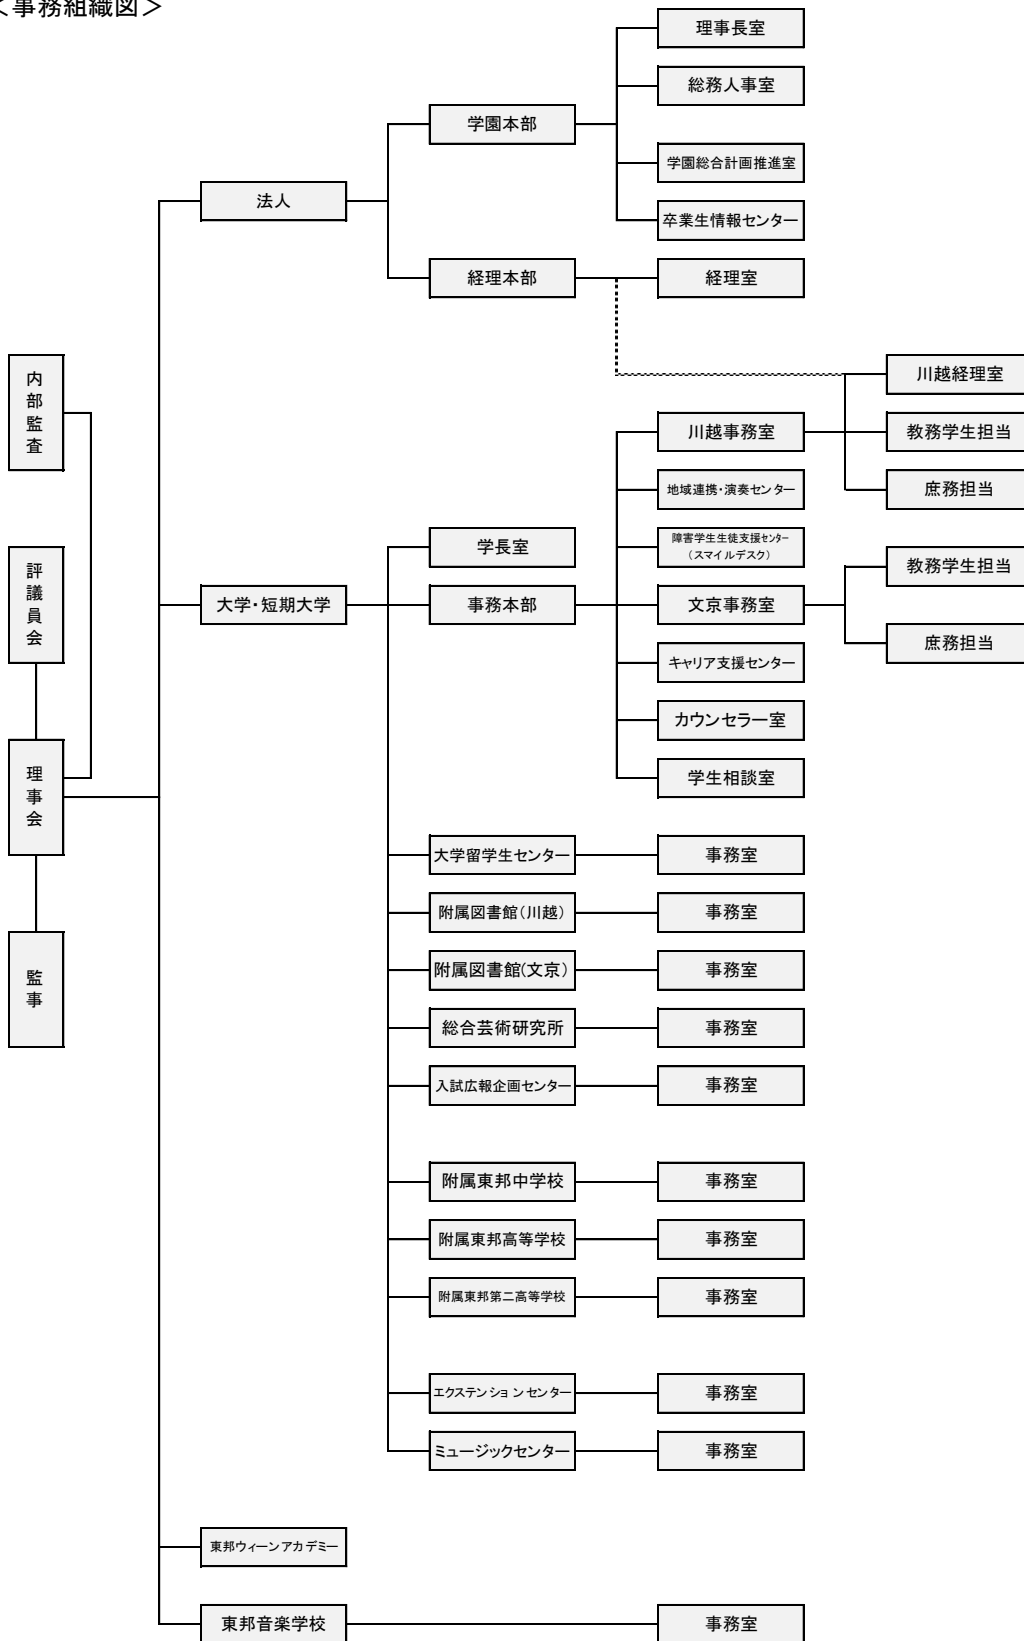 ＜事務組織図＞
理事長室
総務人事室
学園本部
学園総合計画推進室
法人
卒業生情報センター
経理本部
経理室
内部監査
川越経理室
川越事務室
教務学生担当
地域連携・演奏センター
庶務担当
評議員会
学長室
障害学生生徒支援センター
（スマイルデスク）
教務学生担当
大学・短期大学
事務本部
文京事務室
庶務担当
キャリア支援センター
カウンセラー室
理事会
学生相談室
大学留学生センター
事務室
附属図書館（川越）
事務室
監事
附属図書館（文京）
事務室
総合芸術研究所
事務室
入試広報企画センター
事務室
附属東邦中学校
事務室
附属東邦高等学校
事務室
附属東邦第二高等学校
事務室
エクステンションセンター
事務室
ミュージックセンター
事務室
東邦ウィーンアカデミー
東邦音楽学校
事務室